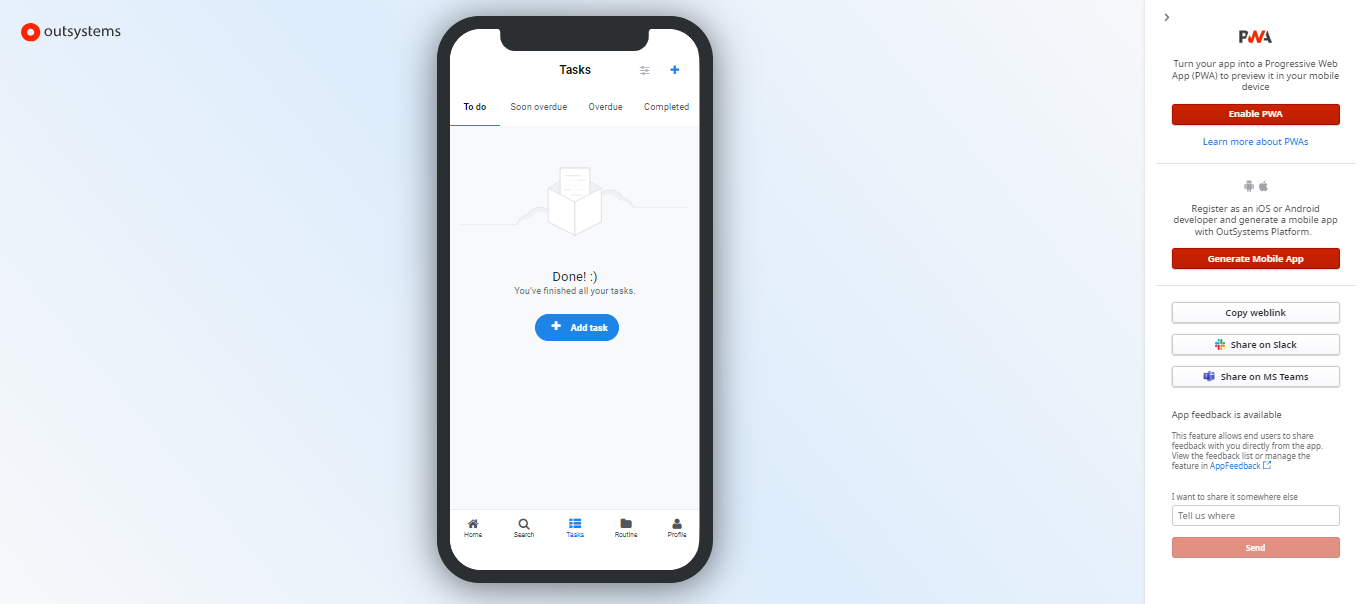 outsystems
Tasks
To do Soon overdue Overdue Completed
Done! :)
You've finished all your tasks.
Add task
Home Search Tasks Routine Profile
PWA
Turn your app into a Progressive Web
App (PWA) to preview it in your mobile
device
Enable PWA
Learn more about PWAs
Register as an iOS or Android
developer and generate a mobile app
with OutSystems Platform.
Generate Mobile App
Copy weblink
Share on Slack
Share on MS Teams
App feedback is available
This feature allows end users to share
feedback with you directly from the app.
View the feedback list or manage the
feature in AppFeedback
I want to share it somewhere else
Tell us where
Send